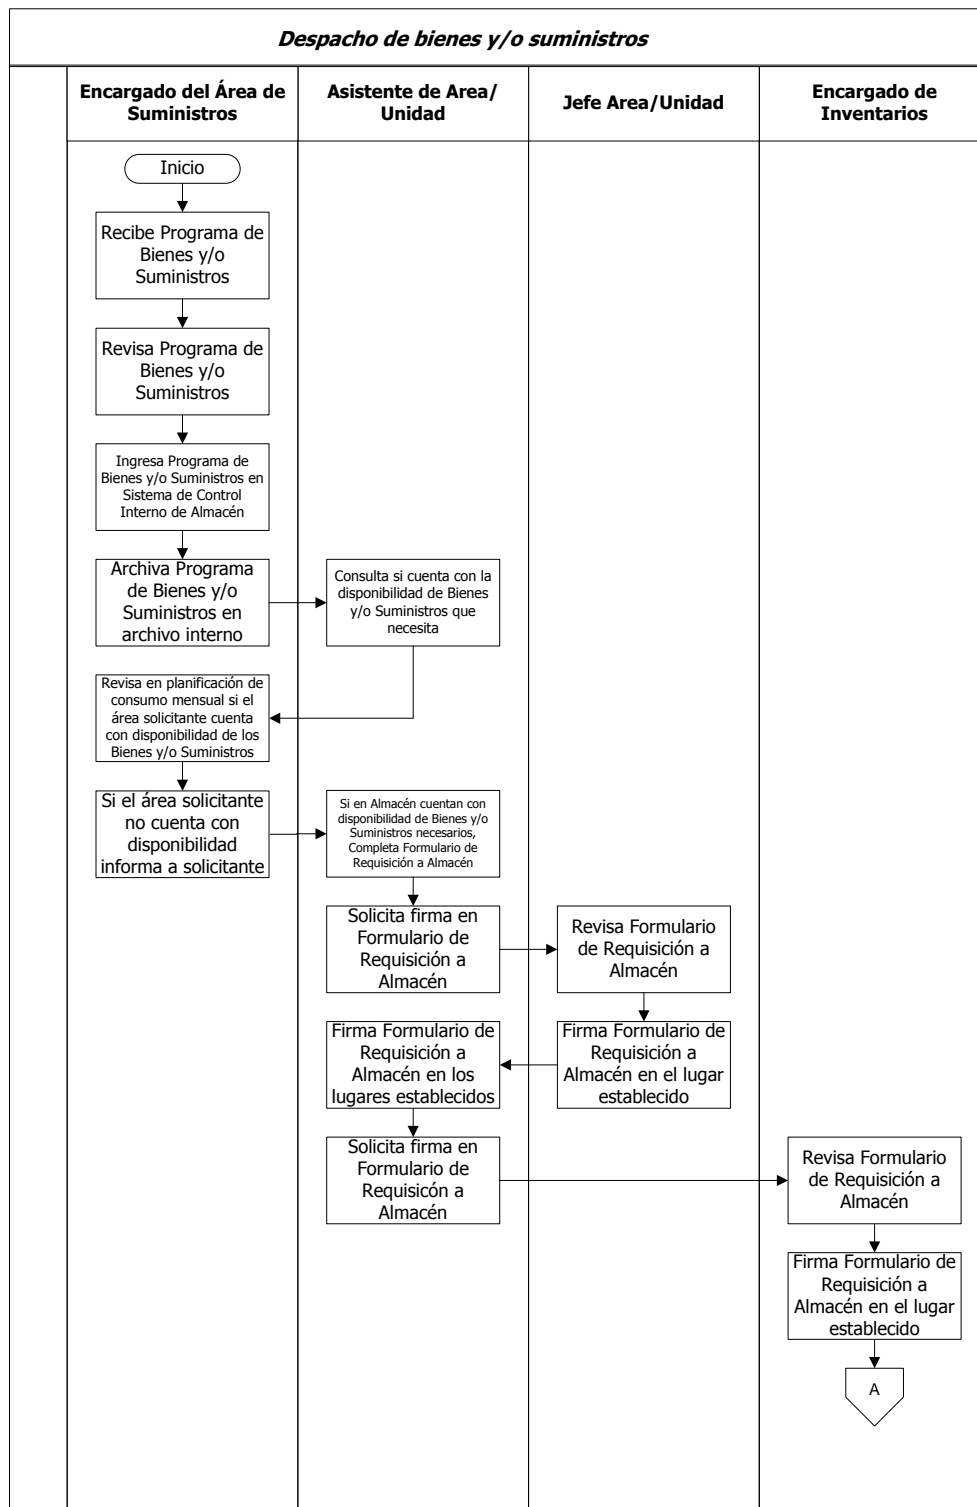 Despacho de bienes y/o suministros
Encargado del Área de
Suministros
Asistente de Area/
Unidad
Jefe Area/Unidad
Encargado de
Inventarios
Inicio
Recibe Programa de
Bienes y/o
Suministros
Revisa Programa de
Bienes y/o
Suministros
Ingresa Programa de
Bienes y/o Suministros en
Sistema de Control
Interno de Almacén
Archiva Programa
de Bienes y/o
Suministros en
archivo interno
Consulta si cuenta con la
disponibilidad de Bienes
y/o Suministros que
necesita
Revisa en planificación de
consumo mensual si el
área solicitante cuenta
con disponibilidad de los
Bienes y/o Suministros
Si el área solicitante
no cuenta con
disponibilidad
informa a solicitante
Si en Almacén cuentan con
disponibilidad de Bienes y/o
Suministros necesarios,
Completa Formulario de
Requisición a Almacén
Solicita firma en
Formulario de
Requisición a
Almacén
Revisa Formulario
de Requisición a
Almacén
Firma Formulario de
Requisición a
Almacén en el lugar
establecido
Firma Formulario de
Requisición a
Almacén en los
lugares establecidos
Solicita firma en
Formulario de
Requisicón a
Almacén
Revisa Formulario
de Requisición a
Almacén
Firma Formulario de
Requisición a
Almacén en el lugar
establecido
A